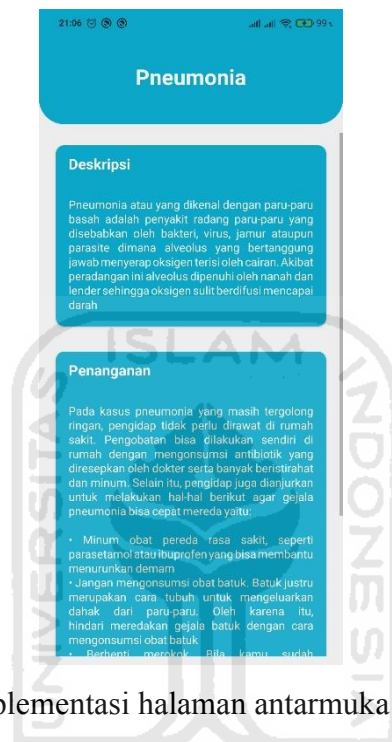 21:06
99
Pneumonia
Deskripsi
Pneumonia atau yang dikenal dengan paru-paru
basah adalah penyakit radang paru-paru yang
disebabkan oleh bakteri, virus, jamur ataupun
parasite dimana alveolus yang bertanggung
jawab menyerap oksigen terisi oleh cairan. Akibat
peradangan ini alveolus dipenuhi oleh nanah dan
lender sehingga oksigen sulit berdifusi mencapai
darah
ISLAM
Penanganan
Pada kasus pneumonia yang masih tergolong
ringan, pengidap tidak perlu dirawat di rumah
sakit. Pengobatan bisa dilakukan sendiri di
rumah dengan mengonsumsi antibiotik yang
diresepkan oleh dokter serta banyak beristirahat
dan minum. Selain itu, pengidap juga dianjurkan
untuk melakukan hal-hal berikut agar gejala
pneumonia bisa cepat mereda yaitu:
• Minum obat pereda rasa sakit, seperti
parasetamol atau ibuprofen yang bisa membantu
menurunkan demam
• Jangan mengonsumsi obat batuk. Batuk justru
merupakan cara tubuh untuk mengeluarkan
dahak dari paru-paru. Oleh karena itu,
hindari meredakan gejala batuk dengan cara
mengonsumsi obat batuk
• Berhenti merokok. Bila kamu sudah
UNIVERSITAS
INDONESIA
plementasi halaman antarmuka